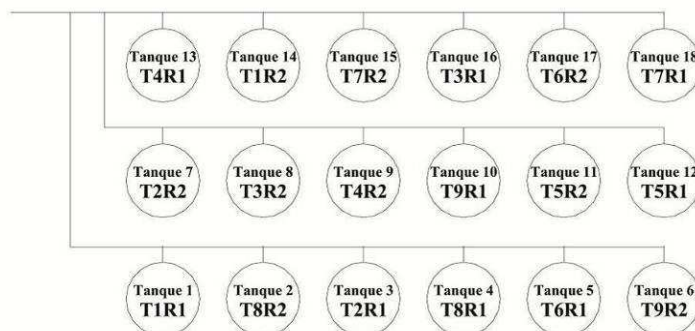 Tanque 13
T4R1
Tanque 14
T1R2
Tanque 15
T7R2
Tanque 16
T3R1
Tanque 17
T6R2
Tanque 18
T7R1
Tanque 7
T2R2
Tanque 8
T3R2
Tanque 9
T4R2
Tanque 10
T9R1
Tanque 11
T5R2
Tanque 12
T5R1
Tanque 1
T1R1
Tanque 2
T8R2
Tanque 3
T2R1
Tanque 4
T8R1
Tanque 5
T6R1
Tanque 6
T9R2